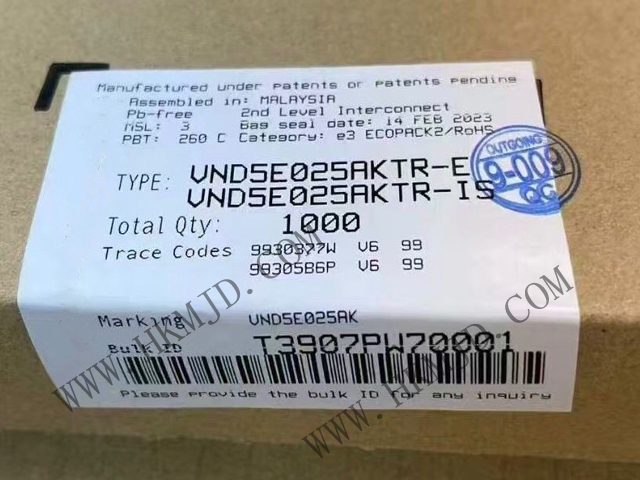 Manufactured under patents or patents pending
Assembled in: MALAYSIA
Pb-free 2nd Level Interconnect
MSL: 3 Bag seal date: 14 FEB 2023
PBT: 260 C Category: e3 ECOPACK2/RoHS
TYPE: VND5E025AKTR-E
VND5E025AKTR-IS
OUTGOING
9-009
QC
Total Qty: 1000
Trace Codes 9930377W V6 99
99305B6P V6 99
Marking VND5E025AK
Bulk ID T3907PW70001
Please provide the bulk ID for any inquiry
WWW.HKMJD.COM
WWW.HKMJD.COM